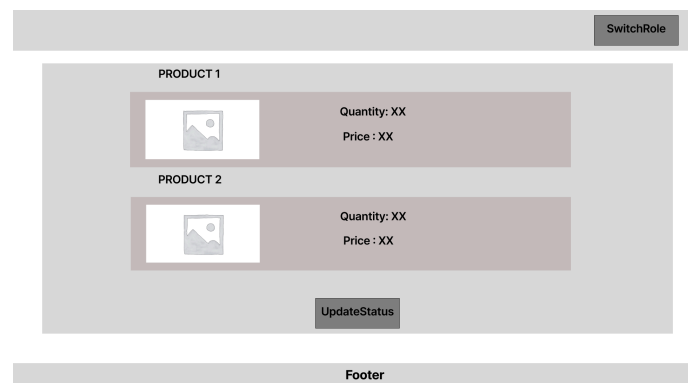 SwitchRole
PRODUCT 1
Quantity: XX
Price : XX
PRODUCT 2
Quantity: XX
Price : XX
UpdateStatus
Footer